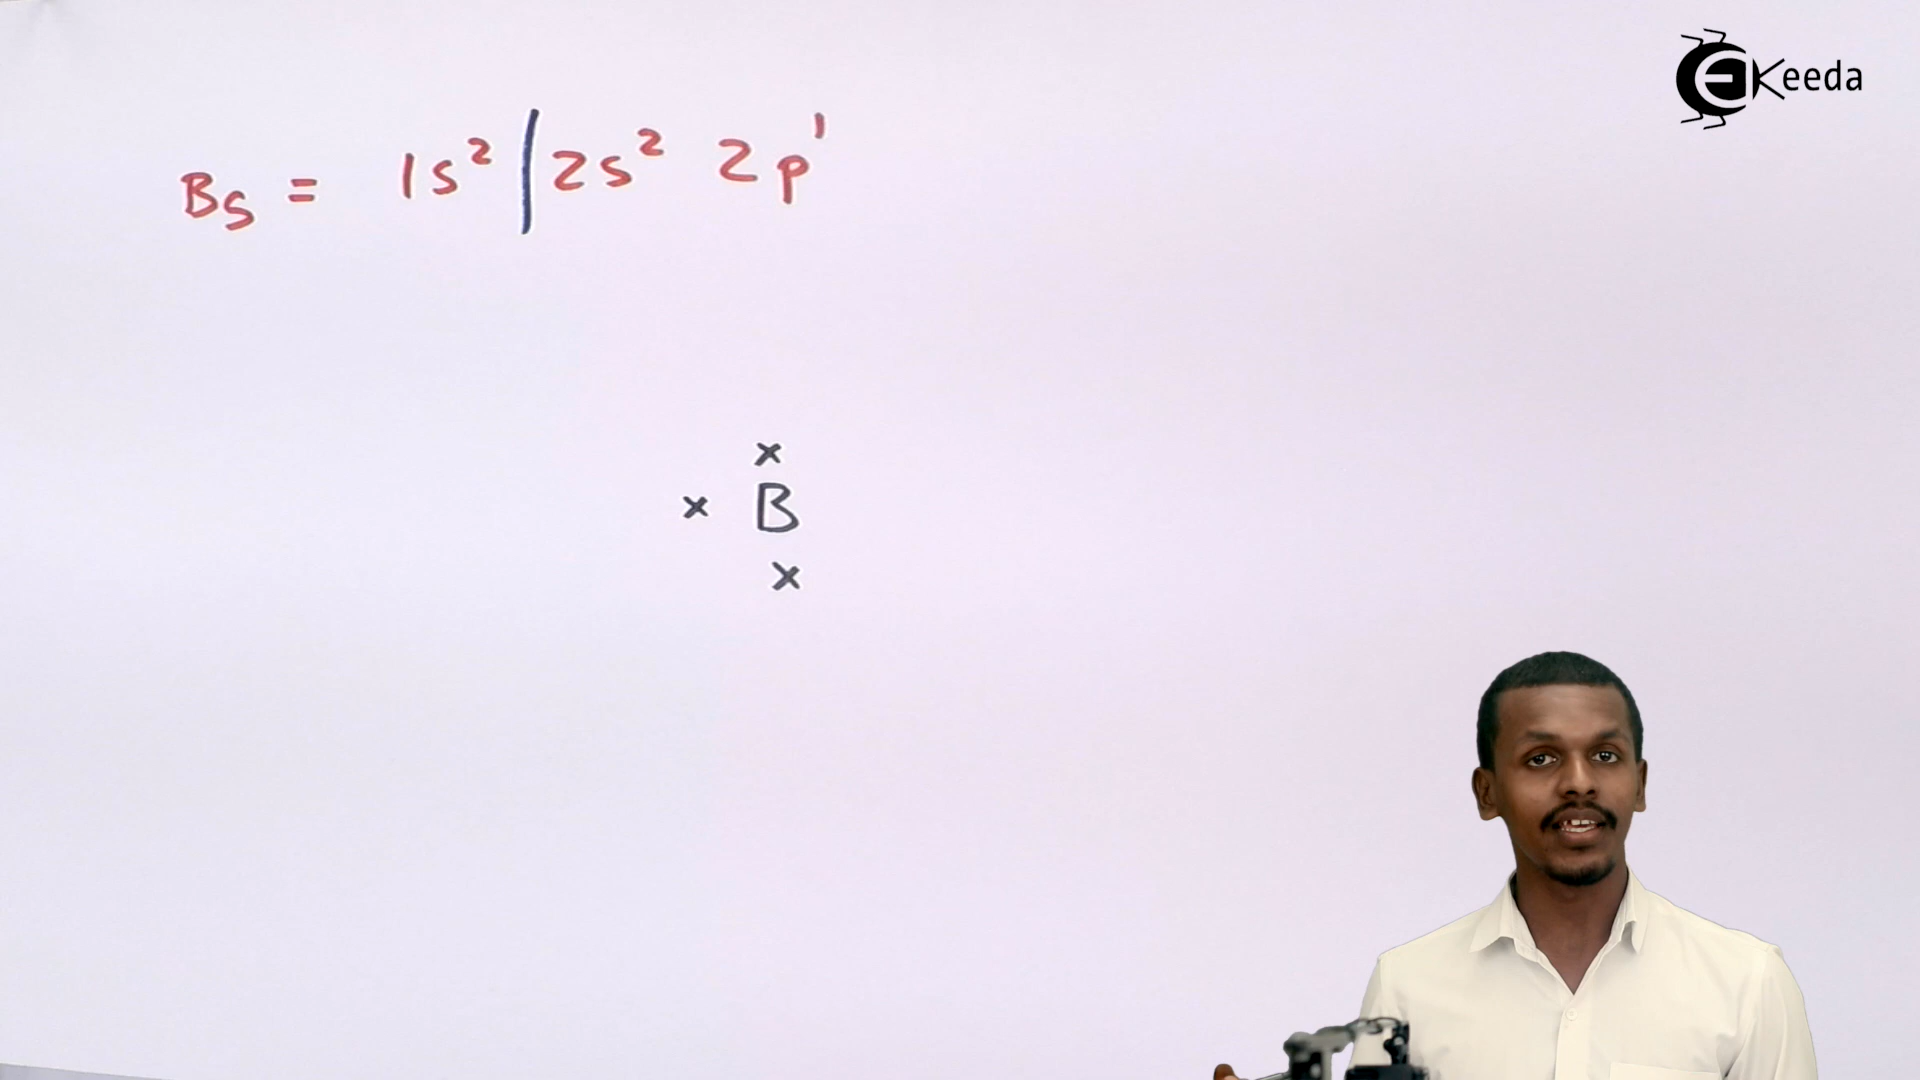 eKeeda
B₅ = 1s² | 2s² 2p¹
x
x B
x